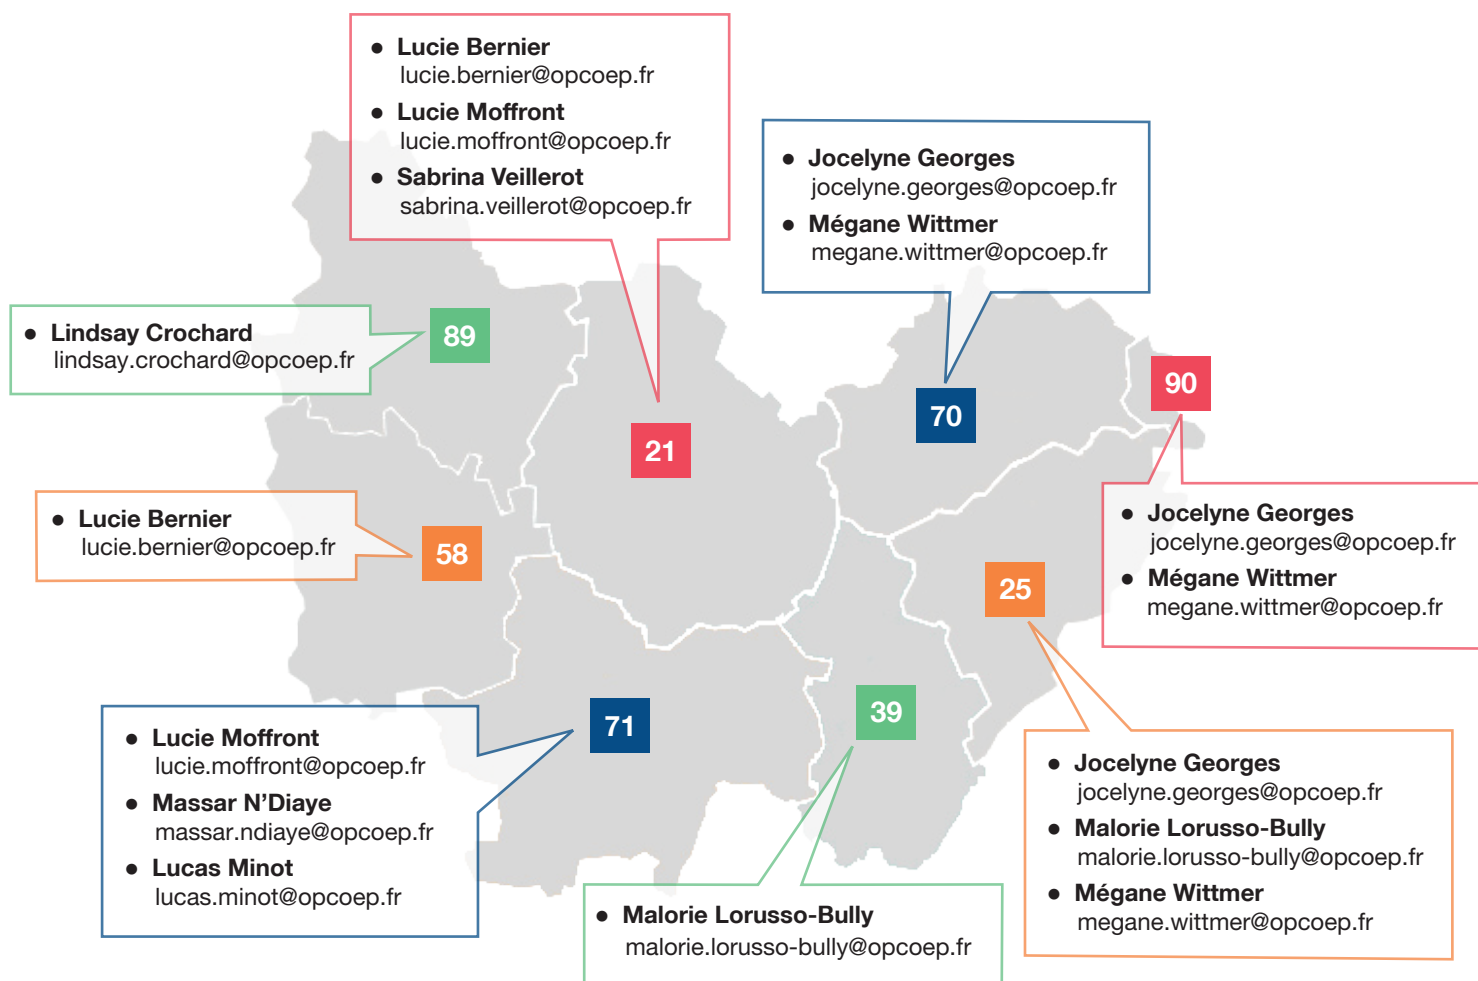 Lucie Bernier
lucie.bernier@opcoep.fr
Lucie Moffront
lucie.moffront@opcoep.fr
Sabrina Veillerot
sabrina.veillerot@opcoep.fr
Jocelyne Georges
jocelyne.georges@opcoep.fr
Mégane Wittmer
megane.wittmer@opcoep.fr
Lindsay Crochard
lindsay.crochard@opcoep.fr
89
90
70
21
Lucie Bernier
lucie.bernier@opcoep.fr
58
Jocelyne Georges
jocelyne.georges@opcoep.fr
Mégane Wittmer
megane.wittmer@opcoep.fr
25
71
39
Lucie Moffront
lucie.moffront@opcoep.fr
Massar N’Diaye
massar.ndiaye@opcoep.fr
Lucas Minot
lucas.minot@opcoep.fr
Jocelyne Georges
jocelyne.georges@opcoep.fr
Malorie Lorusso-Bully
malorie.lorusso-bully@opcoep.fr
Mégane Wittmer
megane.wittmer@opcoep.fr
Malorie Lorusso-Bully
malorie.lorusso-bully@opcoep.fr